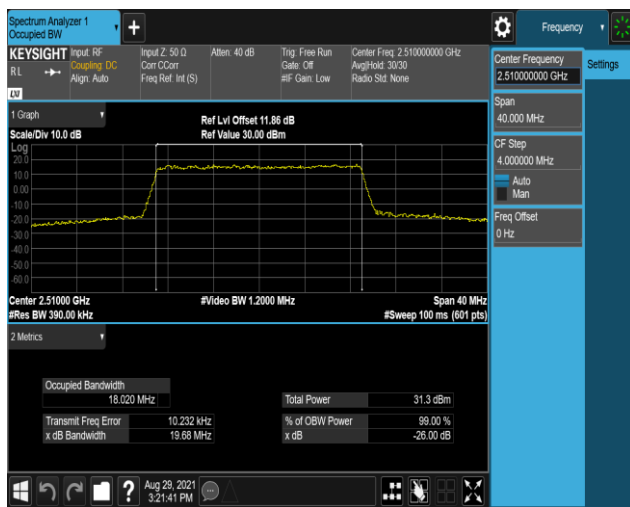 Spectrum Analyzer 1
Occupied BW
Frequency
KEYSIGHT
RL
LXI
Input: RF
Coupling: DC
Align: Auto
Input Z: 50 Ω
Corr CCorr
Freq Ref: Int (S)
Atten: 40 dB
Trig: Free Run
Gate: Off
#IF Gain: Low
Center Freq: 2.510000000 GHz
Avg|Hold: 30/30
Radio Std: None
Center Frequency
2.510000000 GHz
Settings
Span
40.000 MHz
CF Step
4.000000 MHz
Auto
Man
Freq Offset
0 Hz
1 Graph
Scale/Div 10.0 dB
Ref Lvl Offset 11.86 dB
Ref Value 30.00 dBm
Log
20.0
10.0
0.00
-10.0
-20.0
-30.0
-40.0
-50.0
-60.0
Center 2.51000 GHz
#Res BW 390.00 kHz
#Video BW 1.2000 MHz
Span 40 MHz
#Sweep 100 ms (601 pts)
2 Metrics
Occupied Bandwidth
18.020 MHz
Total Power 31.3 dBm
Transmit Freq Error 10.232 kHz
% of OBW Power 99.00 %
x dB Bandwidth 19.68 MHz
x dB -26.00 dB
?
Aug 29, 2021
3:21:41 PM